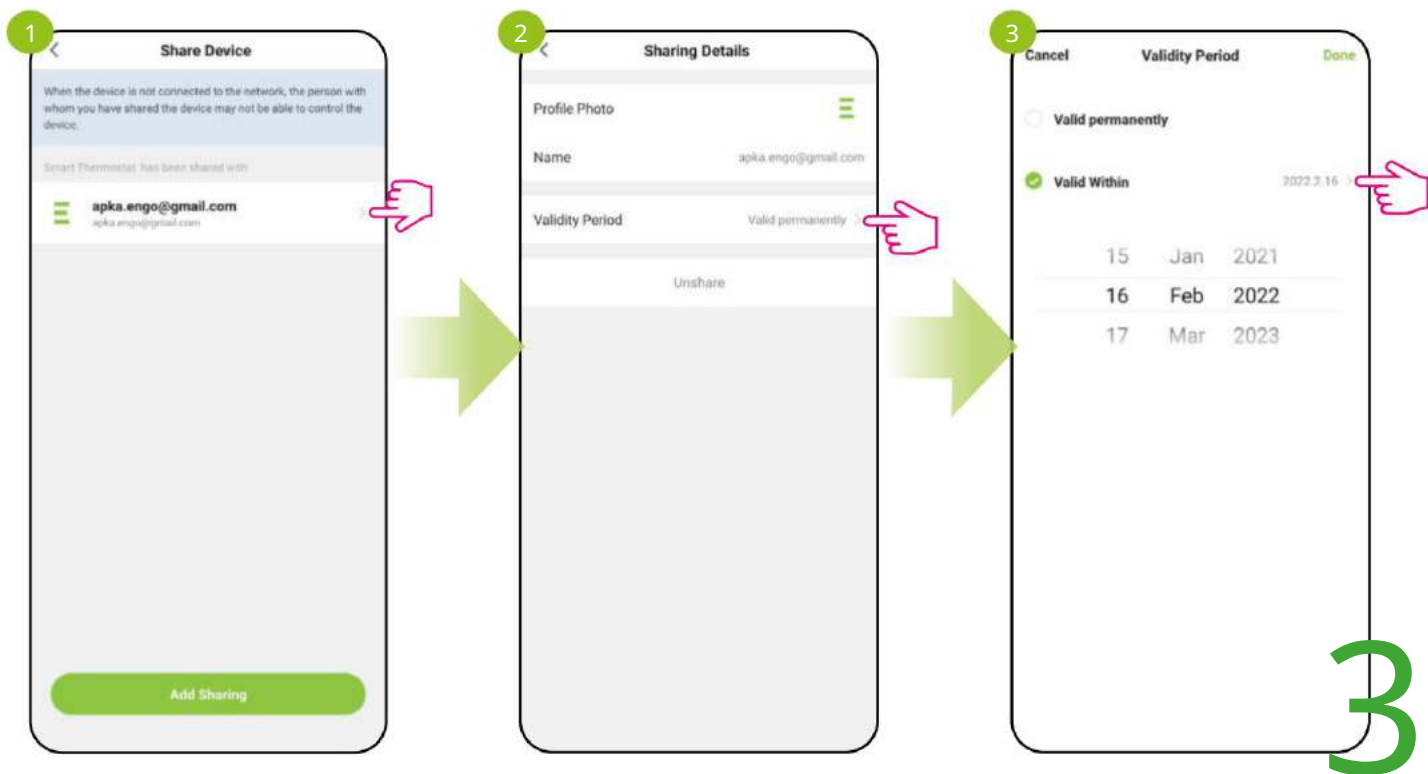 1
Share Device
When the device is not connected to the network, the person with
whom you have shared the device may not be able to control the
device.
Smart Thermostat has been shared with
apka.engo@gmail.com
apka.engo@gmail.com
Add Sharing
2
Sharing Details
Profile Photo
Name apka.engo@gmail.com
Validity Period Valid permanently
Unshare
3
Cancel Validity Period Done
Valid permanently
Valid Within 2022.2.16
15 Jan 2021
16 Feb 2022
17 Mar 2023
3